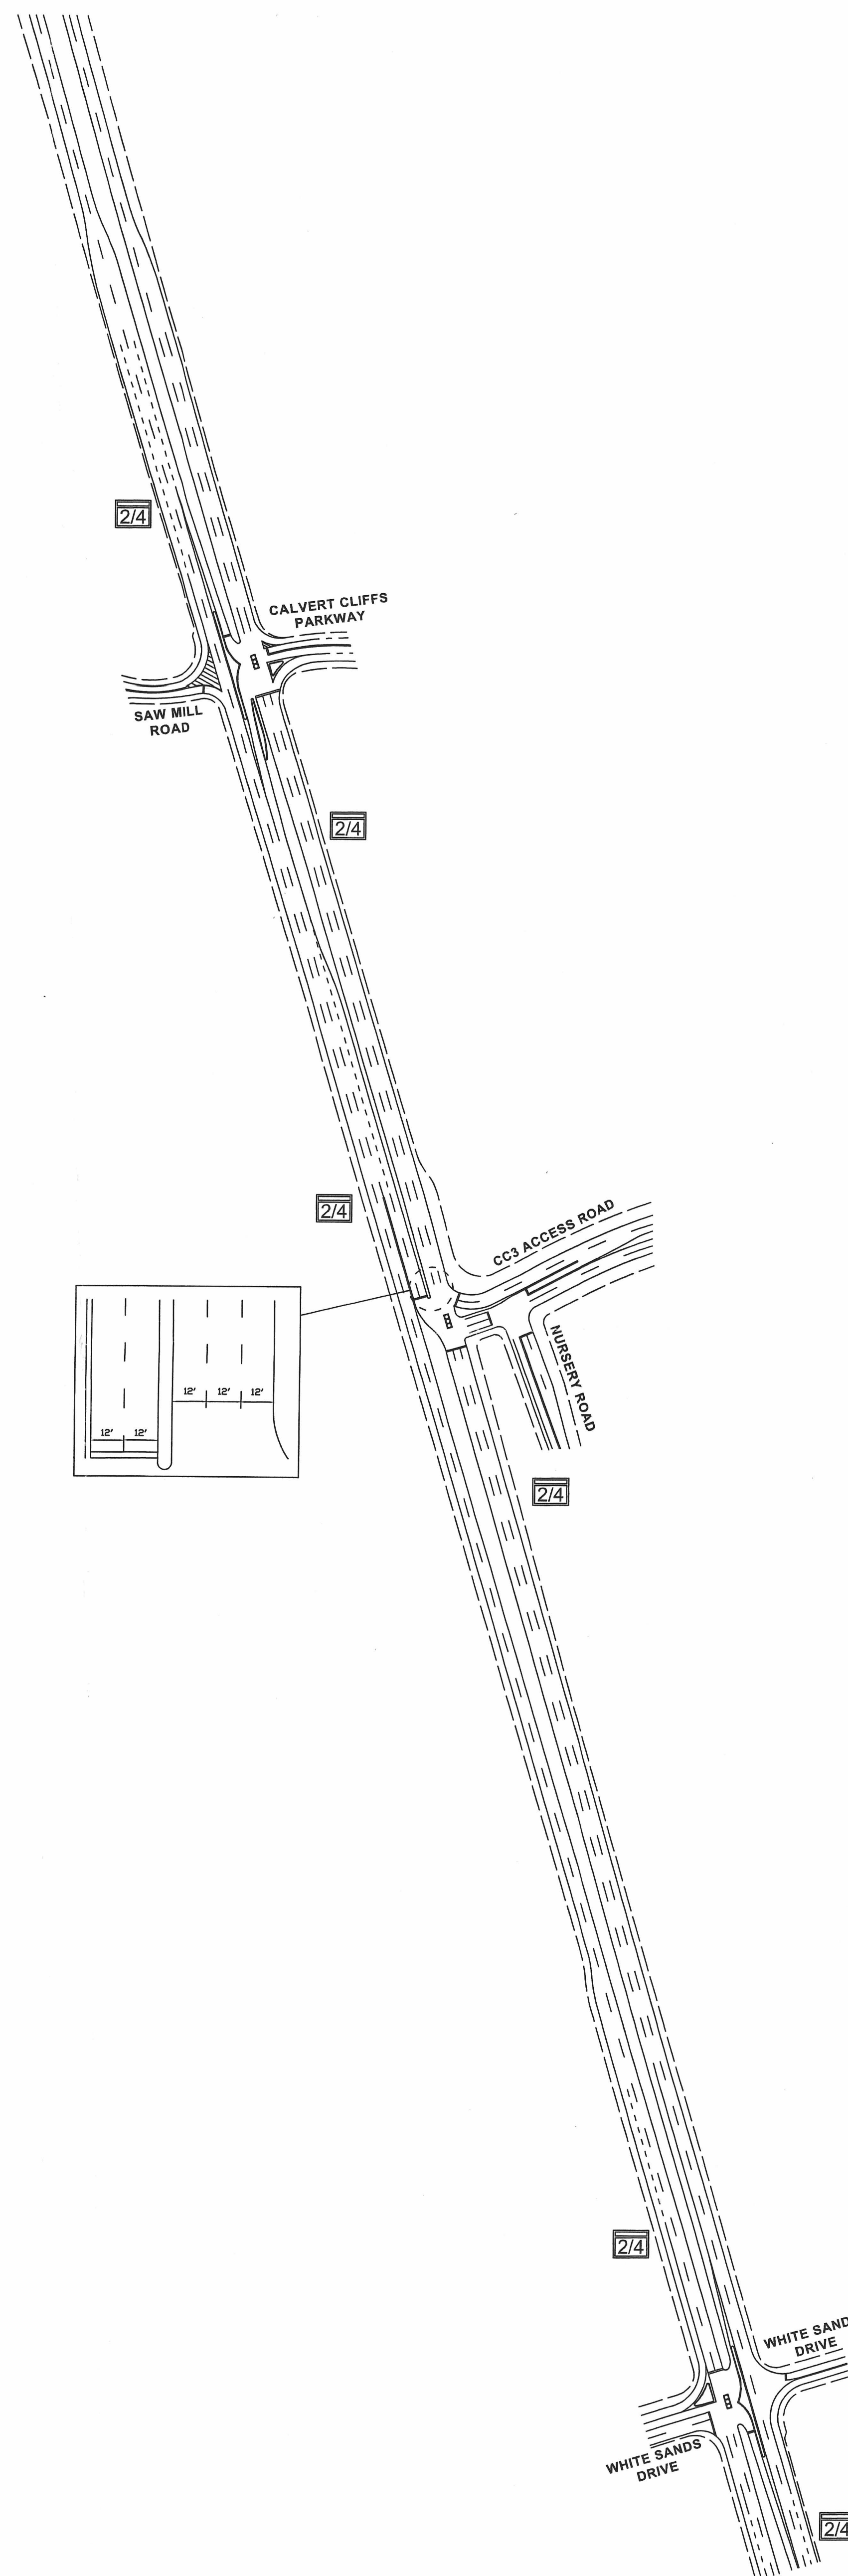 2/4
CALVERT CLIFFS
PARKWAY
SAW MILL
ROAD
2/4
2/4
CC3 ACCESS ROAD
NURSERY ROAD
12' 12' 12'
12' 12'
2/4
2/4
WHITE SAND
DRIVE
WHITE SANDS
DRIVE
2/4